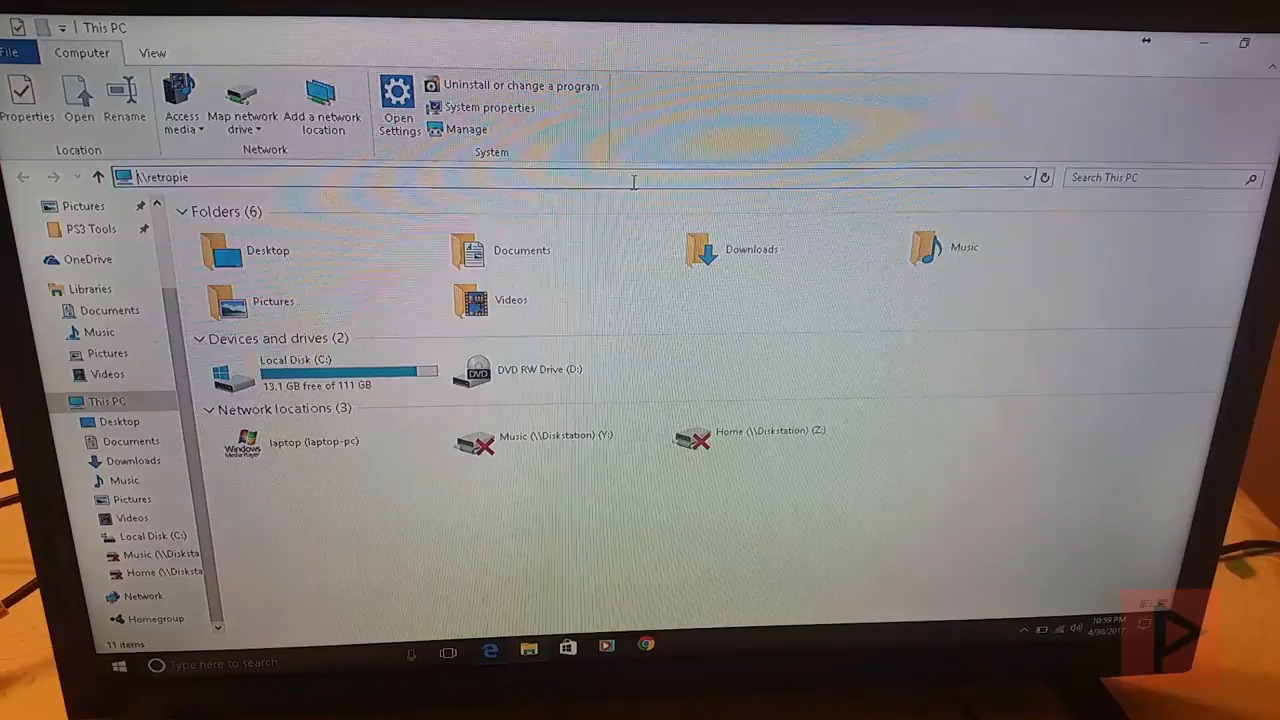 This PC
File
Computer
View
Properties
Open
Rename
Access media
Map network drive
Add a network location
Open Settings
Uninstall or change a program
System properties
Manage
Location
Network
System
\\retropie
Search This PC
Pictures
PS3 Tools
OneDrive
Libraries
Documents
Music
Pictures
Videos
This PC
Desktop
Documents
Downloads
Music
Pictures
Videos
Local Disk (C:)
Music (\\Disksta
Home (\\Disksta
Network
Homegroup
Folders (6)
Desktop
Documents
Downloads
Music
Pictures
Videos
Devices and drives (2)
Local Disk (C:)
13.1 GB free of 111 GB
DVD
DVD RW Drive (D:)
Network locations (3)
Windows
Media Player
laptop (laptop-pc)
Music (\\Diskstation) (Y:)
Home (\\Diskstation) (Z:)
11 items
Type here to search
10:59 PM
4/30/2017